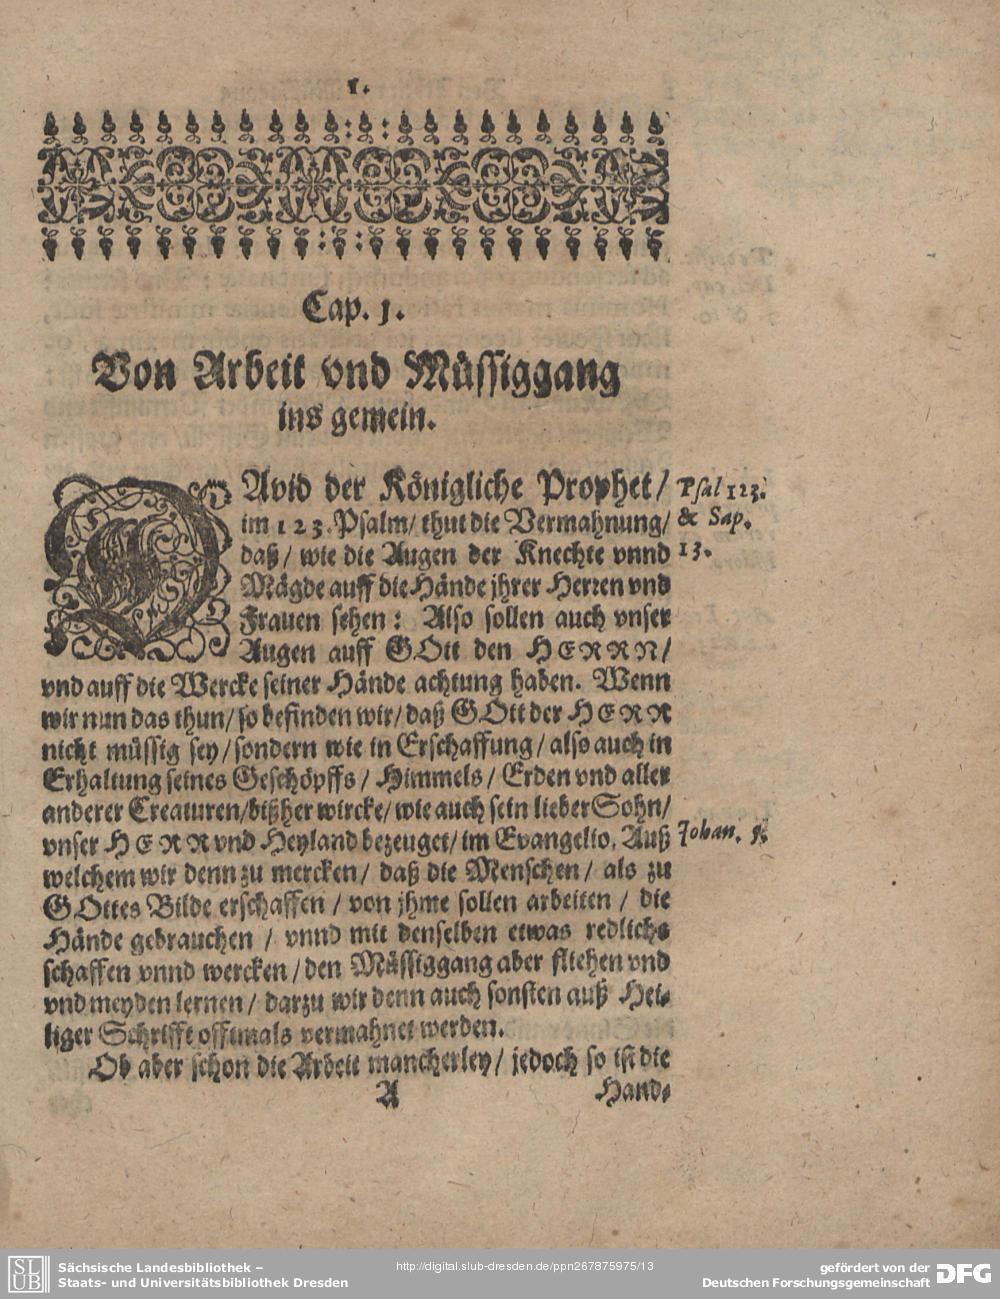 1.
Cap. 1.
Von Arbeit vnd Müssiggang
ins gemein.
DAvid der Königliche Prophet/
im 123. Psalm/ thut die Vermahnung/
daß/ wie die Augen der Knechte vnnd
Mägde auff die Hände jhrer Herren vnd
Frauen sehen: Also sollen auch vnser
Augen auff GOtt den HERRN/
vnd auff die Wercke seiner Hände achtung haben. Wenn
wir nun das thun/ so befinden wir/ daß GOtt der HERR
nicht müssig sey/ sondern wie in Erschaffung/ also auch in
Erhaltung seines Geschöpffs/ Himmels/ Erden vnd aller
anderer Creaturen/ bißher wircke/ wie auch sein lieber Sohn/
vnser HERR vnd Heyland bezeuget/ im Evangelio. Auß
welchem wir denn zu mercken/ daß die Menschen/ als zu
GOttes Bilde erschaffen/ von jhme sollen arbeiten/ die
Hände gebrauchen/ vnnd mit denselben etwas redlichs
schaffen vnnd wercken/ den Müssiggang aber fliehen vnd
vnd meyden lernen/ darzu wir denn auch sonsten auß Hei-
liger Schrifft offtmals vermahnet werden.
Ob aber schon die Arbeit mancherley/ jedoch so ist die
A Hand-
Psal 123.
& Sap.
13.
Johan. 5.
SLUB
Sächsische Landesbibliothek –
Staats- und Universitätsbibliothek Dresden
http://digital.slub-dresden.de/ppn267875975/13
gefördert von der
Deutschen Forschungsgemeinschaft
DFG